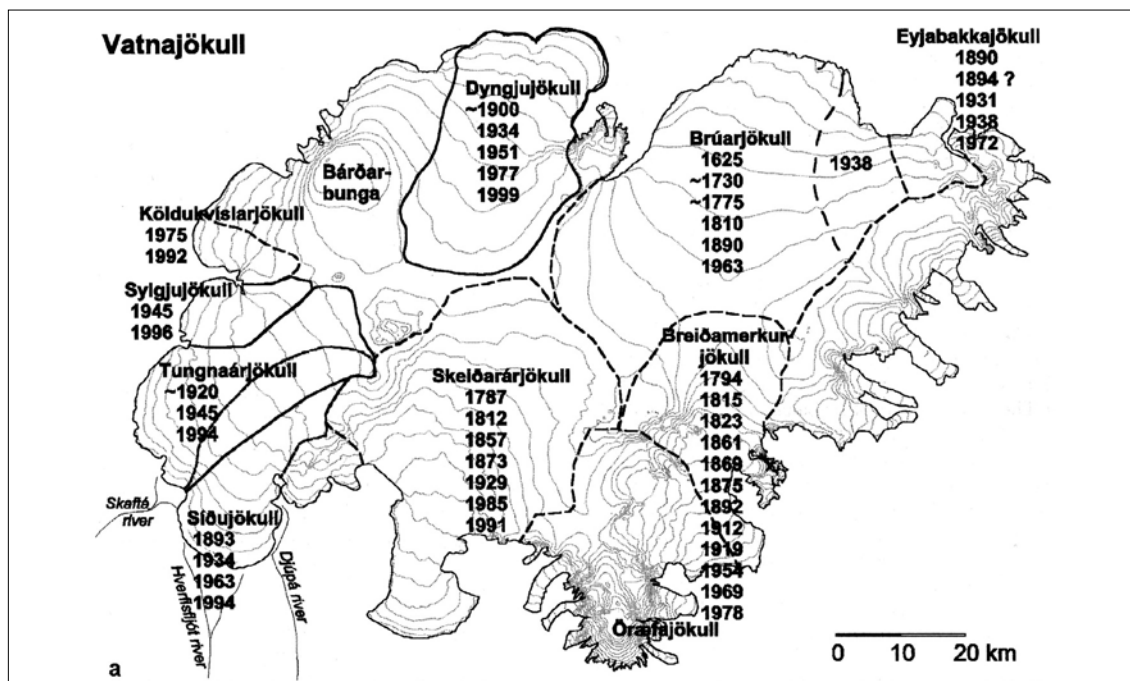 Vatnajökull
Eyjabakkajökull
1890
1894 ?
1931
1938
1972
Dyngjujökull
~1900
1934
1951
1977
1999
Brúarjökull
1625
~1730
~1775
1810
1890
1963
1938
Bárðar-
bunga
Köldukvíslarjökull
1975
1992
Sylgjujökull
1945
1996
Tungnaárjökull
~1920
1945
1994
Skeiðarárjökull
1787
1812
1857
1873
1929
1985
1991
Breiðamerkur-
jökull
1794
1815
1823
1861
1869
1875
1892
1912
1919
1954
1969
1978
Skaftá
river
Síðujökull
1893
1934
1963
1994
Hverfisfljót river
Djúpá river
Öræfajökull
a
0 10 20 km